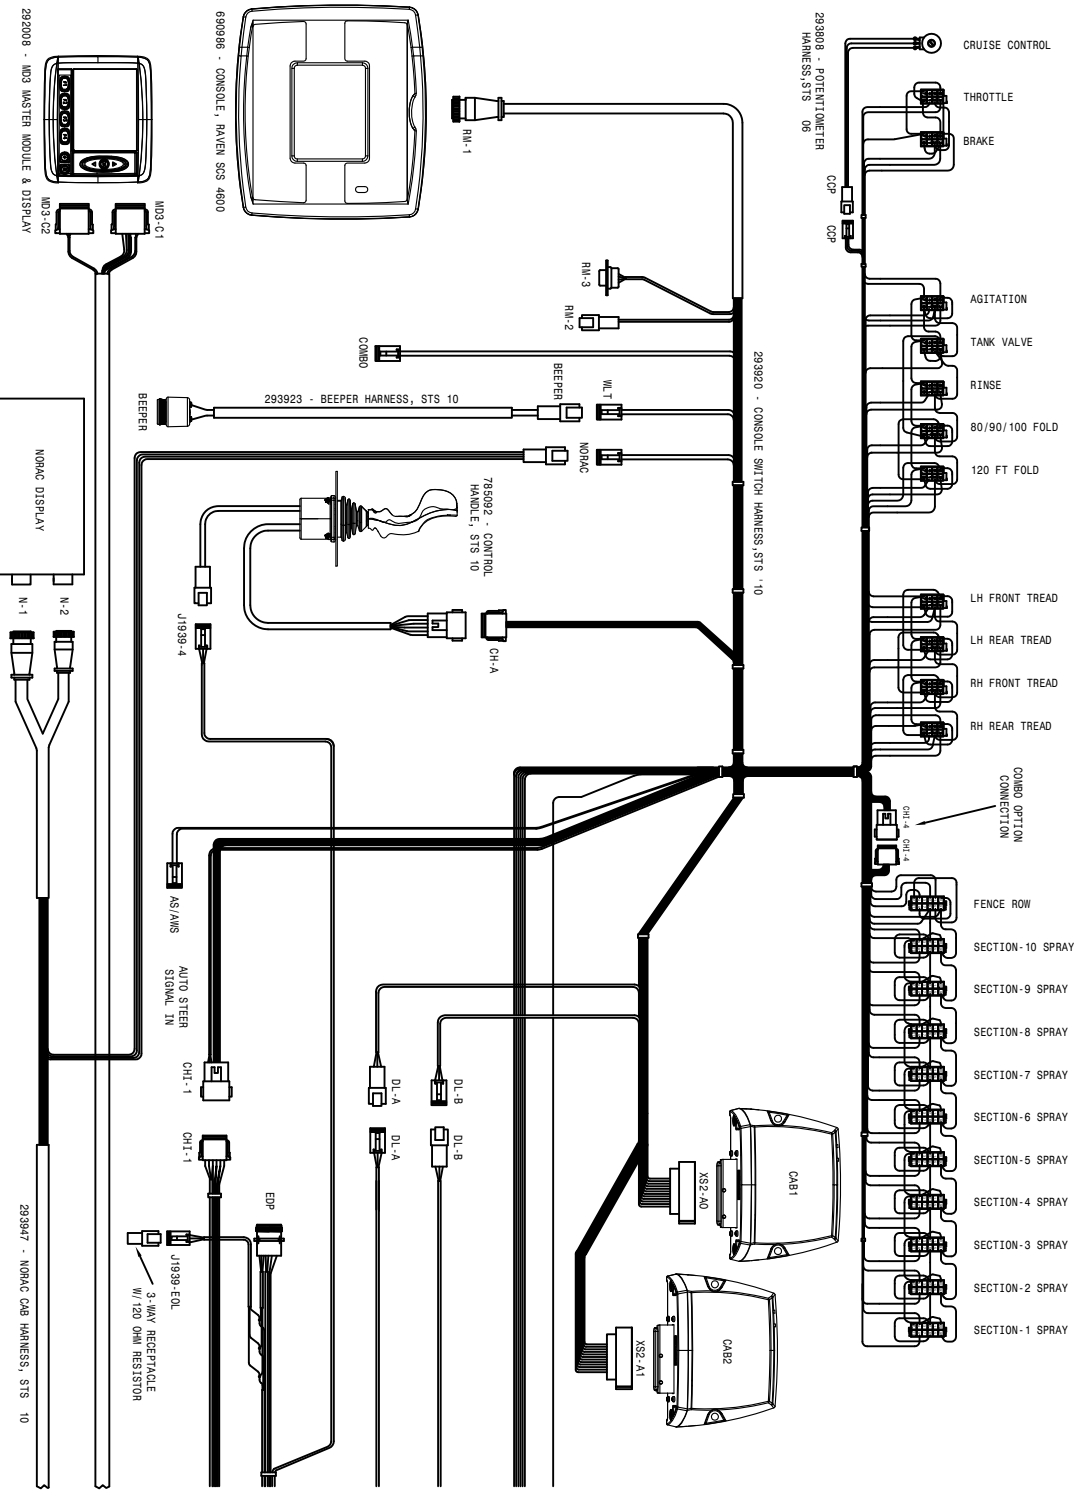 CRUISE CONTROL
THROTTLE
BRAKE
AGITATION
TANK VALVE
RINSE
80/90/100 FOLD
120 FT FOLD
LH FRONT TREAD
LH REAR TREAD
RH FRONT TREAD
RH REAR TREAD
FENCE ROW
SECTION-10 SPRAY
SECTION-9 SPRAY
SECTION-8 SPRAY
SECTION-7 SPRAY
SECTION-6 SPRAY
SECTION-5 SPRAY
SECTION-4 SPRAY
SECTION-3 SPRAY
SECTION-2 SPRAY
SECTION-1 SPRAY
COMBO OPTION
CONNECTION
CHI-4
CHI-4
293808 - POTENTIOMETER
HARNESS,STS 06
CCP
CCP
293920 - CONSOLE SWITCH HARNESS,STS '10
CAB1
XS2-A0
CAB2
XS2-A1
RM-1
RM-3
RM-2
COMBO
WLT
BEEPER
293923 - BEEPER HARNESS, STS 10
BEEPER
NORAC
785092 - CONTROL
HANDLE, STS 10
CH-A
J1939-4
690986 - CONSOLE, RAVEN SCS 4600
292008 - MD3 MASTER MODULE & DISPLAY
MD3-C1
MD3-C2
NORAC DISPLAY
N-2
N-1
AS/AWS
AUTO STEER
SIGNAL IN
CHI-1
CHI-1
DL-B
DL-B
DL-A
DL-A
EDP
J1939-EOL
3-WAY RECEPTACLE
W/120 OHM RESISTOR
293947 - NORAC CAB HARNESS, STS 10